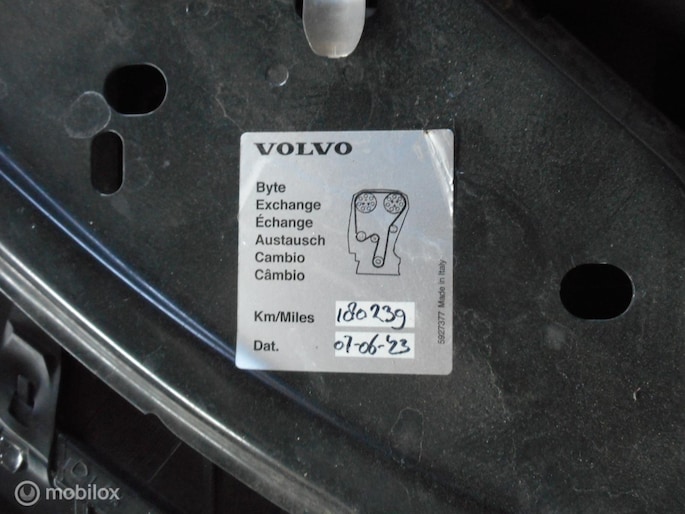 VOLVO
Byte
Exchange
Échange
Austausch
Cambio
Câmbio
Km/Miles 180239
Dat. 07-06-'23
5927377 Made in Italy
mobilox